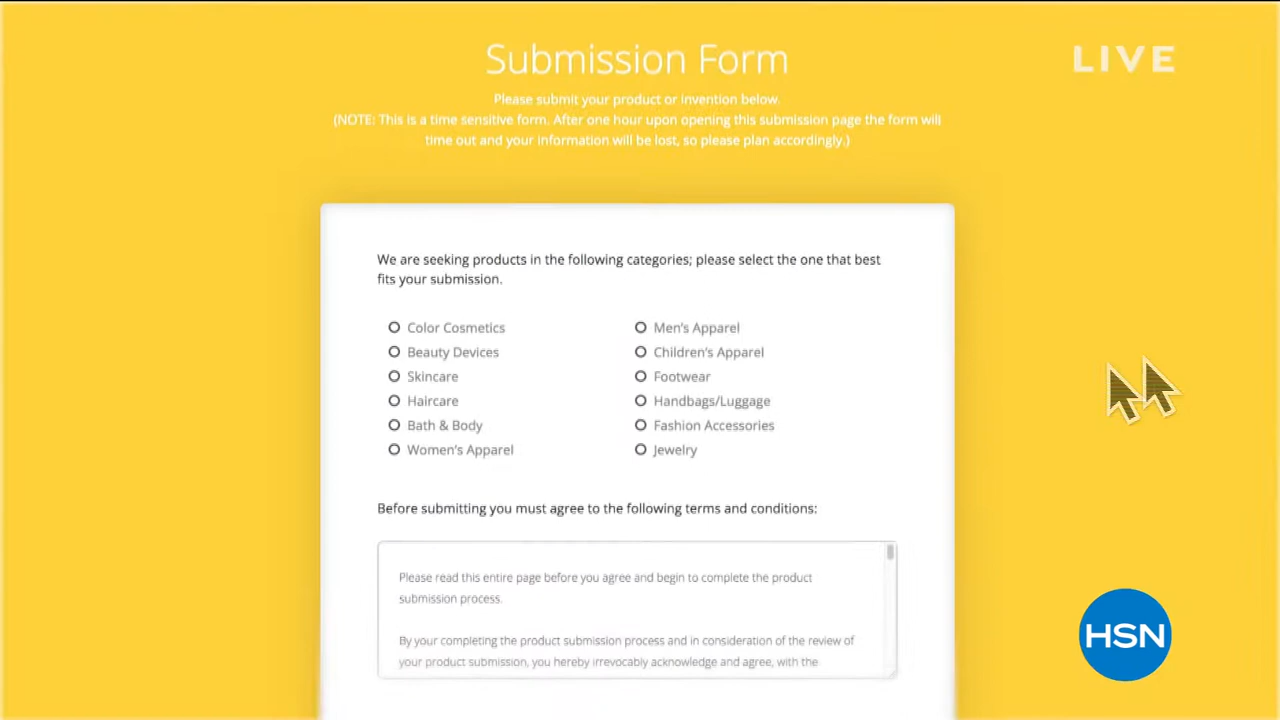 Submission Form
LIVE
Please submit your product or invention below.
(NOTE: This is a time sensitive form. After one hour upon opening this submission page the form will
time out and your information will be lost, so please plan accordingly.)
We are seeking products in the following categories; please select the one that best
fits your submission.
Color Cosmetics
Beauty Devices
Skincare
Haircare
Bath & Body
Women's Apparel
Men's Apparel
Children's Apparel
Footwear
Handbags/Luggage
Fashion Accessories
Jewelry
Before submitting you must agree to the following terms and conditions:
Please read this entire page before you agree and begin to complete the product
submission process.
By your completing the product submission process and in consideration of the review of
your product submission, you hereby irrevocably acknowledge and agree, with the
HSN